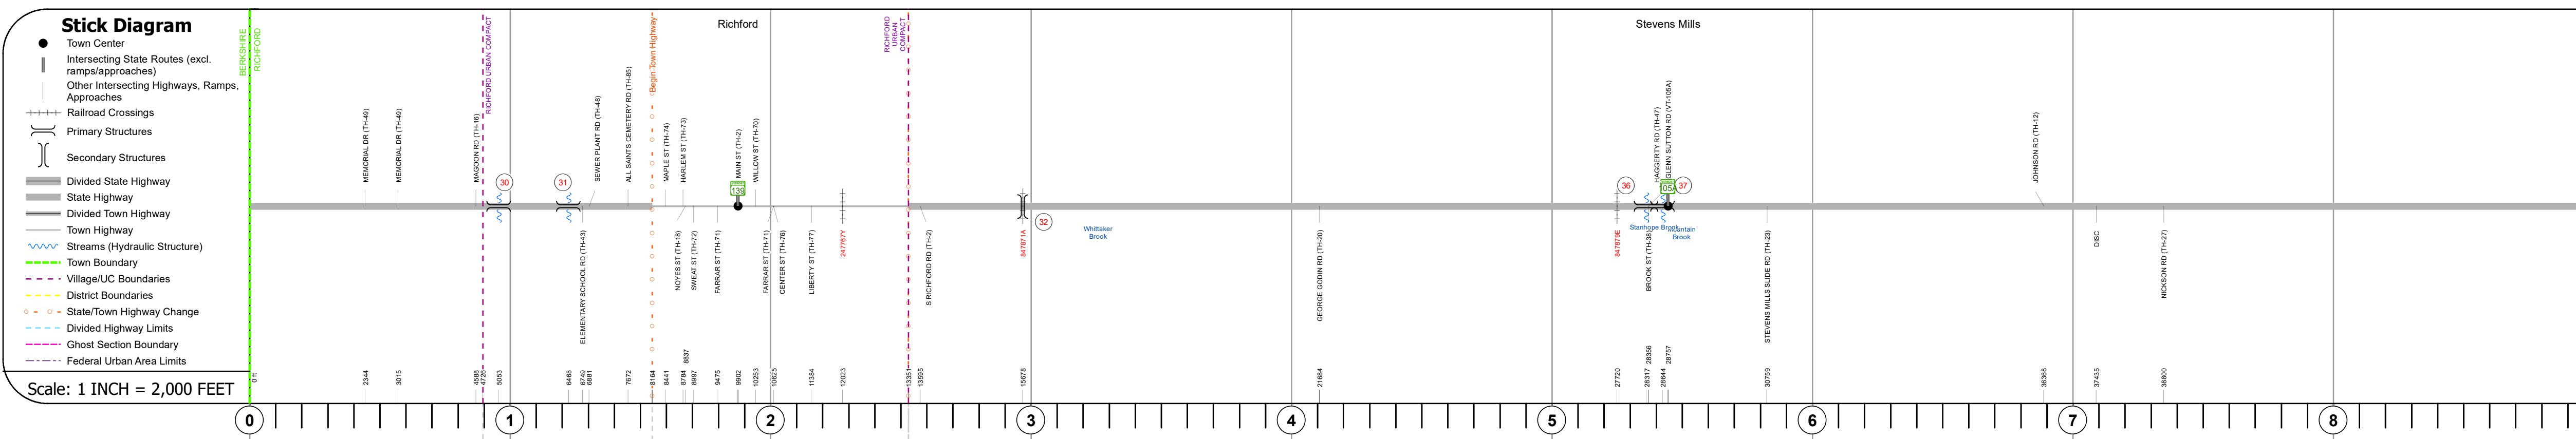 Stick Diagram
Town Center
Intersecting State Routes (excl.
ramps/approaches)
Other Intersecting Highways, Ramps,
Approaches
Railroad Crossings
Primary Structures
Secondary Structures
Divided State Highway
State Highway
Divided Town Highway
Town Highway
Streams (Hydraulic Structure)
Town Boundary
Village/UC Boundaries
District Boundaries
State/Town Highway Change
Divided Highway Limits
Ghost Section Boundary
Federal Urban Area Limits
Scale: 1 INCH = 2,000 FEET
BERKSHIRE
RICHFORD
RICHFORD URBAN COMPACT
Begin Town Highway
Richford
RICHFORD
URBAN
COMPACT
Stevens Mills
MEMORIAL DR (TH-49)
MEMORIAL DR (TH-49)
MAGOON RD (TH-16)
SEWER PLANT RD (TH-48)
ALL SAINTS CEMETERY RD (TH-85)
MAPLE ST (TH-74)
HARLEM ST (TH-73)
MAIN ST (TH-2)
WILLOW ST (TH-70)
HAGGERTY RD (TH-47)
GLENN SUTTON RD (VT-105A)
JOHNSON RD (TH-12)
30
31
139
32
36
105A
37
ELEMENTARY SCHOOL RD (TH-43)
NOYES ST (TH-18)
SWEAT ST (TH-72)
FARRAR ST (TH-71)
FARRAR ST (TH-71)
CENTER ST (TH-76)
LIBERTY ST (TH-77)
247767Y
S RICHFORD RD (TH-2)
847871A
Whittaker
Brook
GEORGE GODIN RD (TH-20)
847879E
Stanhope Brook
Mountain
Brook
BROOK ST (TH-38)
STEVENS MILLS SLIDE RD (TH-23)
DISC
NICKSON RD (TH-27)
0 ft
2344
3015
4588
4726
5053
6468
6749
6881
7672
8164
8441
8784
8837
8997
9475
9902
10253
10625
11384
12023
13351
13595
15678
21684
27720
28317
28356
28644
28757
30759
36368
37435
38800
0
1
2
3
4
5
6
7
8